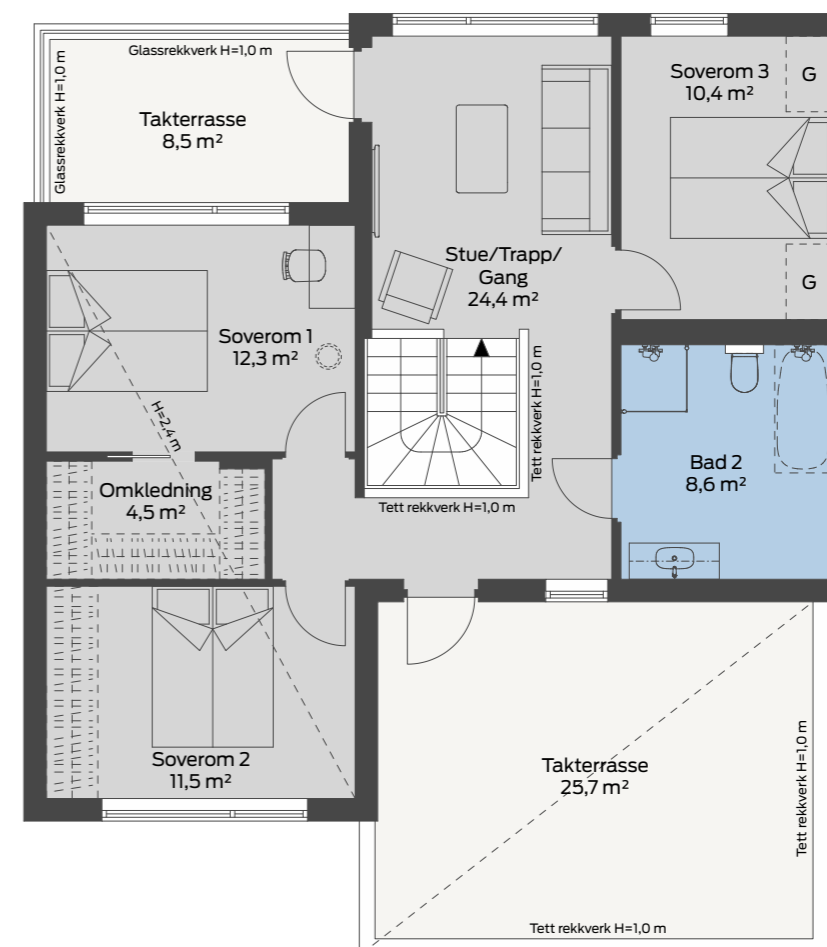 Glassrekkverk H=1,0 m
Glassrekkverk H=1,0 m
Takterrasse
8,5 m²
Soverom 3
10,4 m²
G
Stue/Trapp/
Gang
24,4 m²
G
Soverom 1
12,3 m²
H=2,4 m
Tett rekkverk H=1,0 m
Omkledning
4,5 m²
Tett rekkverk H=1,0 m
Bad 2
8,6 m²
Soverom 2
11,5 m²
Takterrasse
25,7 m²
Tett rekkverk H=1,0 m
Tett rekkverk H=1,0 m